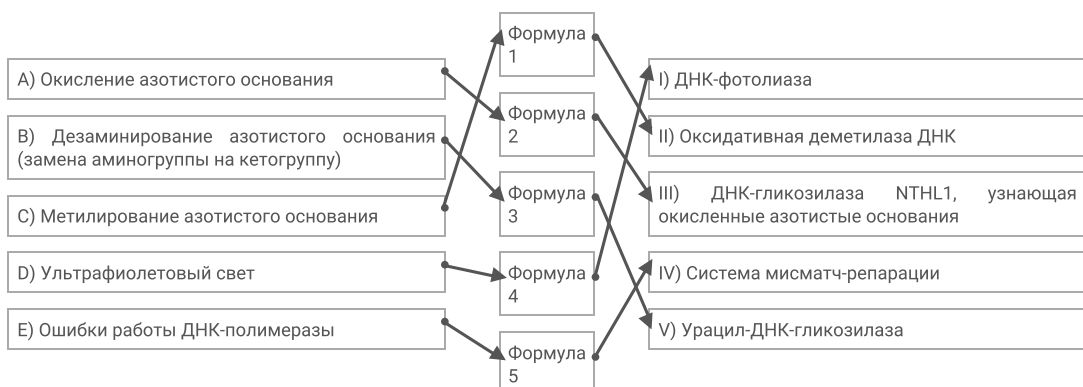 А) Окисление азотистого основания
В) Дезаминирование азотистого основания
(замена аминогруппы на кетогруппу)
С) Метилирование азотистого основания
D) Ультрафиолетовый свет
Е) Ошибки работы ДНК-полимеразы
Формула
1
Формула
2
Формула
3
Формула
4
Формула
5
I) ДНК-фотолиаза
II) Оксидативная деметилаза ДНК
III) ДНК-гликозилаза NTHL1, узнающая
окисленные азотистые основания
IV) Система мисматч-репарации
V) Урацил-ДНК-гликозилаза